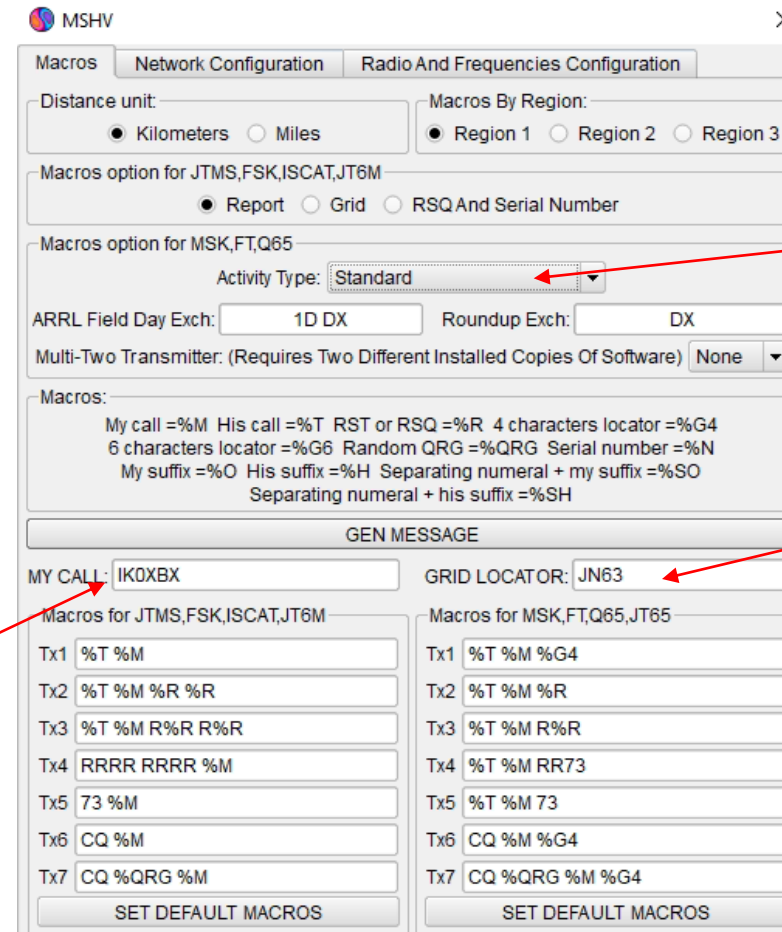 MSHV
Macros Network Configuration Radio And Frequencies Configuration
Distance unit: Macros By Region:
Kilometers Miles Region 1 Region 2 Region 3
Macros option for JTMS,FSK,ISCAT,JT6M
Report Grid RSQ And Serial Number
Macros option for MSK,FT,Q65
Activity Type: Standard
ARRL Field Day Exch: 1D DX Roundup Exch: DX
Multi-Two Transmitter: (Requires Two Different Installed Copies Of Software) None
Macros:
My call =%M His call =%T RST or RSQ =%R 4 characters locator =%G4
6 characters locator =%G6 Random QRG =%QRG Serial number =%N
My suffix =%O His suffix =%H Separating numeral + my suffix =%SO
Separating numeral + his suffix =%SH
GEN MESSAGE
MY CALL: IK0XBX GRID LOCATOR: JN63
Macros for JTMS,FSK,ISCAT,JT6M Macros for MSK,FT,Q65,JT65
Tx1 %T %M Tx1 %T %M %G4
Tx2 %T %M %R %R Tx2 %T %M %R
Tx3 %T %M R%R R%R Tx3 %T %M R%R
Tx4 RRRR RRRR %M Tx4 %T %M RR73
Tx5 73 %M Tx5 %T %M 73
Tx6 CQ %M Tx6 CQ %M %G4
Tx7 CQ %QRG %M Tx7 CQ %QRG %M %G4
SET DEFAULT MACROS SET DEFAULT MACROS